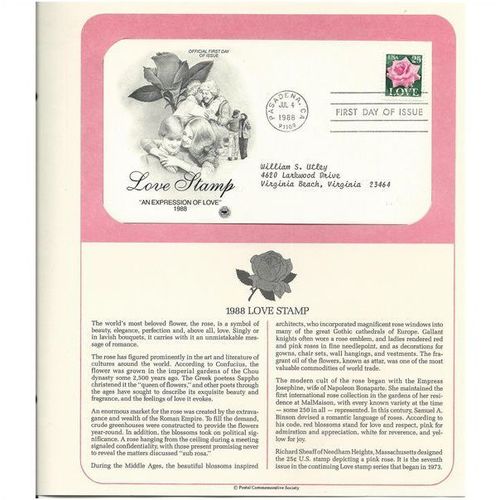 OFFICIAL FIRST DAY
OF ISSUE
USA 25
LOVE
PASADENA, CA
JUL 4
1988
91109
FIRST DAY OF ISSUE
William S. Utley
4620 Larkwood Drive
Virginia Beach, Virginia 23464
Love Stamp
"AN EXPRESSION OF LOVE"
1988
1988 LOVE STAMP
The world's most beloved flower, the rose, is a symbol of
beauty, elegance, perfection and, above all, love. Singly or
in lavish bouquets, it carries with it an unmistakable mes-
sage of romance.
The rose has figured prominently in the art and literature of
cultures around the world. According to Confucius, the
flower was grown in the imperial gardens of the Chou
dynasty some 2,500 years ago. The Greek poetess Sappho
christened it the "queen of flowers," and other poets through
the ages have sought to describe its exquisite beauty and
fragrance, and the feelings of love it evokes.
An enormous market for the rose was created by the extrava-
gance and wealth of the Roman Empire. To fill the demand,
crude greenhouses were constructed to provide the flowers
year-round. In addition, the blossoms took on political sig-
nificance. A rose hanging from the ceiling during a meeting
signaled confidentiality, with those present promising never
to reveal the matters discussed "sub rosa."
During the Middle Ages, the beautiful blossoms inspired
architects, who incorporated magnificent rose windows into
many of the great Gothic cathedrals of Europe. Gallant
knights often wore a rose emblem, and ladies rendered red
and pink roses in fine needlepoint, and as decorations for
gowns, chair sets, wall hangings, and vestments. The fra-
grant oil of the flowers, known as attar, was one of the most
valuable commodities of world trade.
The modern cult of the rose began with the Empress
Josephine, wife of Napoleon Bonaparte. She maintained the
first international rose collection in the gardens of her resi-
dence at MalMaison, with every known variety at the time
— some 250 in all — represented. In this century, Samuel A.
Binson devised a romantic language of roses. According to
his code, red blossoms stand for love and respect, pink for
admiration and appreciation, white for reverence, and yel-
low for joy.
Richard Sheaff of Needham Heights, Massachusetts designed
the 25¢ U.S. stamp depicting a pink rose. It is the seventh
issue in the continuing Love stamp series that began in 1973.
© Postal Commemorative Society